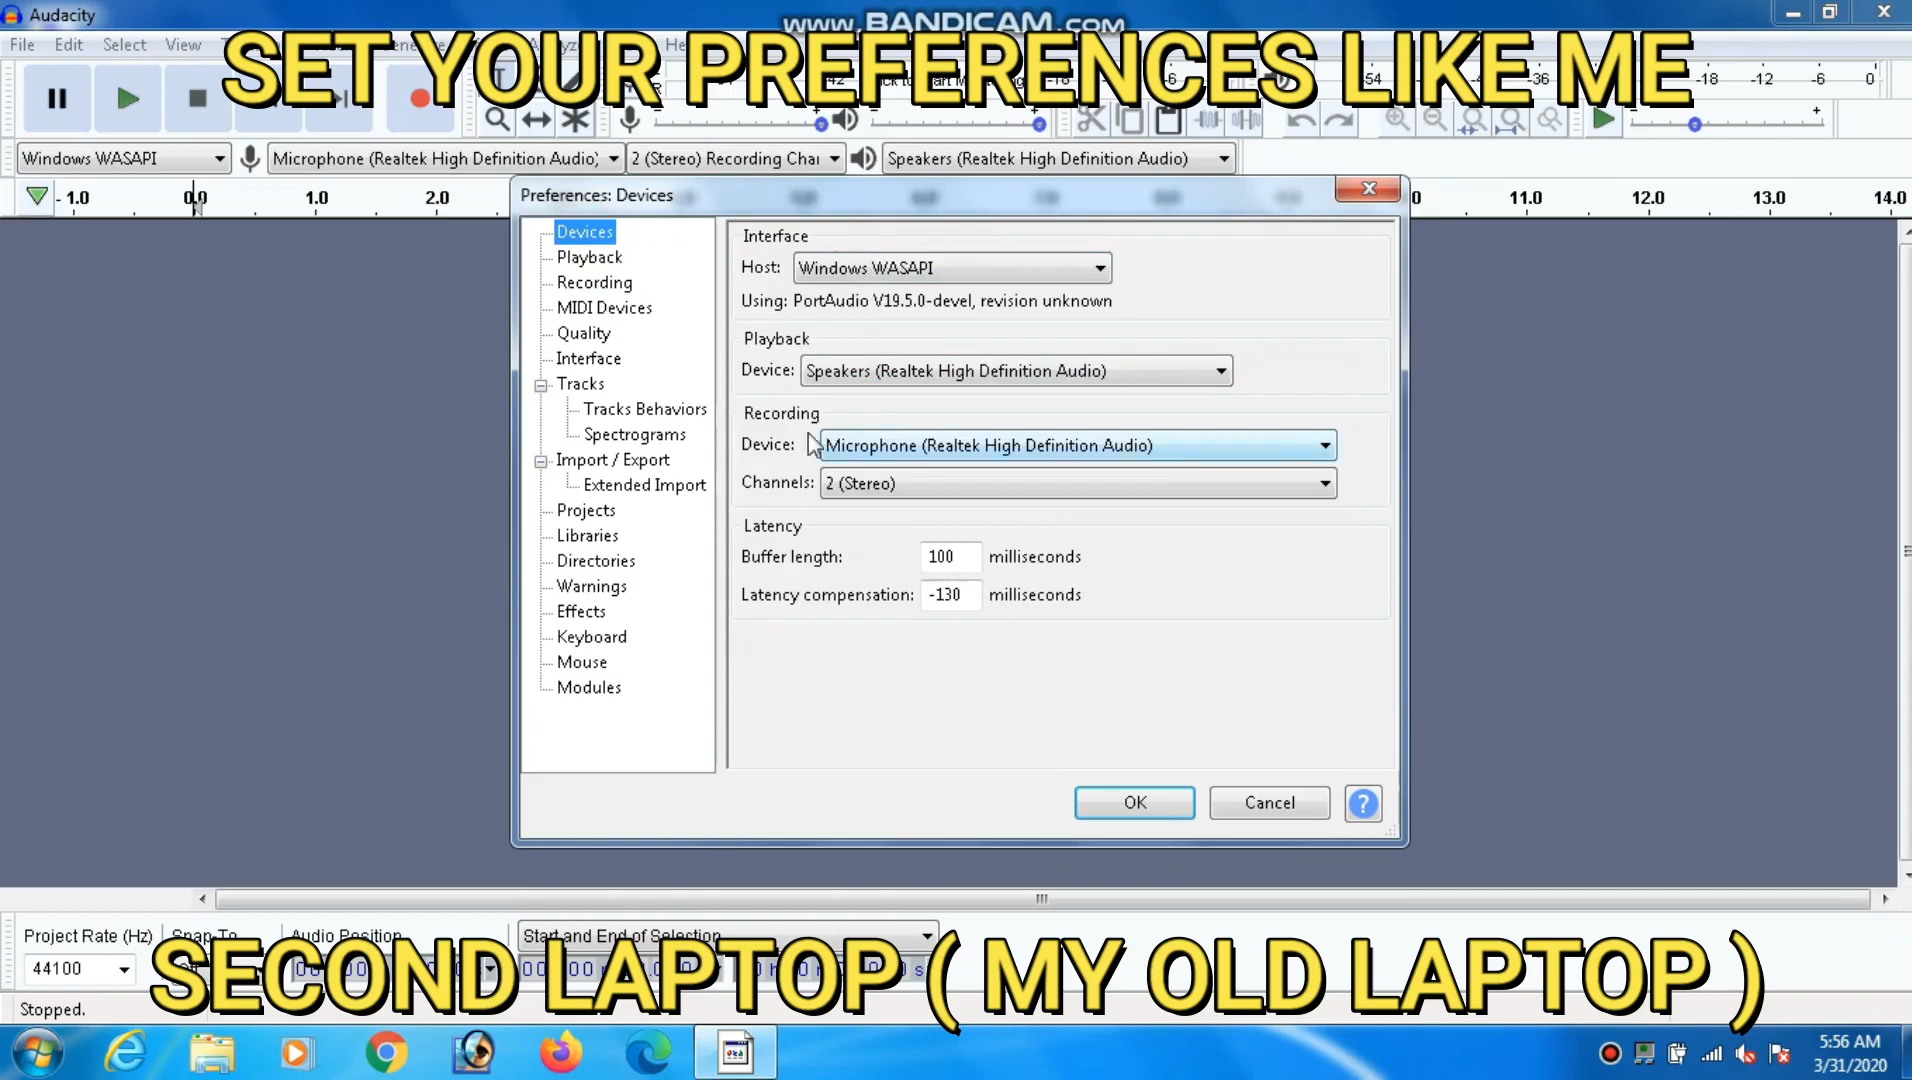 Audacity
www.BANDICAM.com
File Edit Select View
SET YOUR PREFERENCES LIKE ME
-54 -36 -18 -12 -6 0
Windows WASAPI Microphone (Realtek High Definition Audio) 2 (Stereo) Recording Char Speakers (Realtek High Definition Audio)
-1.0 0.0 1.0 2.0 11.0 12.0 13.0 14.0
Preferences: Devices
Devices
Playback
Recording
MIDI Devices
Quality
Interface
Tracks
Tracks Behaviors
Spectrograms
Import / Export
Extended Import
Projects
Libraries
Directories
Warnings
Effects
Keyboard
Mouse
Modules
Interface
Host: Windows WASAPI
Using: PortAudio V19.5.0-devel, revision unknown
Playback
Device: Speakers (Realtek High Definition Audio)
Recording
Device: Microphone (Realtek High Definition Audio)
Channels: 2 (Stereo)
Latency
Buffer length: 100 milliseconds
Latency compensation: -130 milliseconds
OK Cancel ?
Project Rate (Hz) Snap-To Audio Position Start and End of Selection
44100
SECOND LAPTOP ( MY OLD LAPTOP )
Stopped.
5:56 AM
3/31/2020